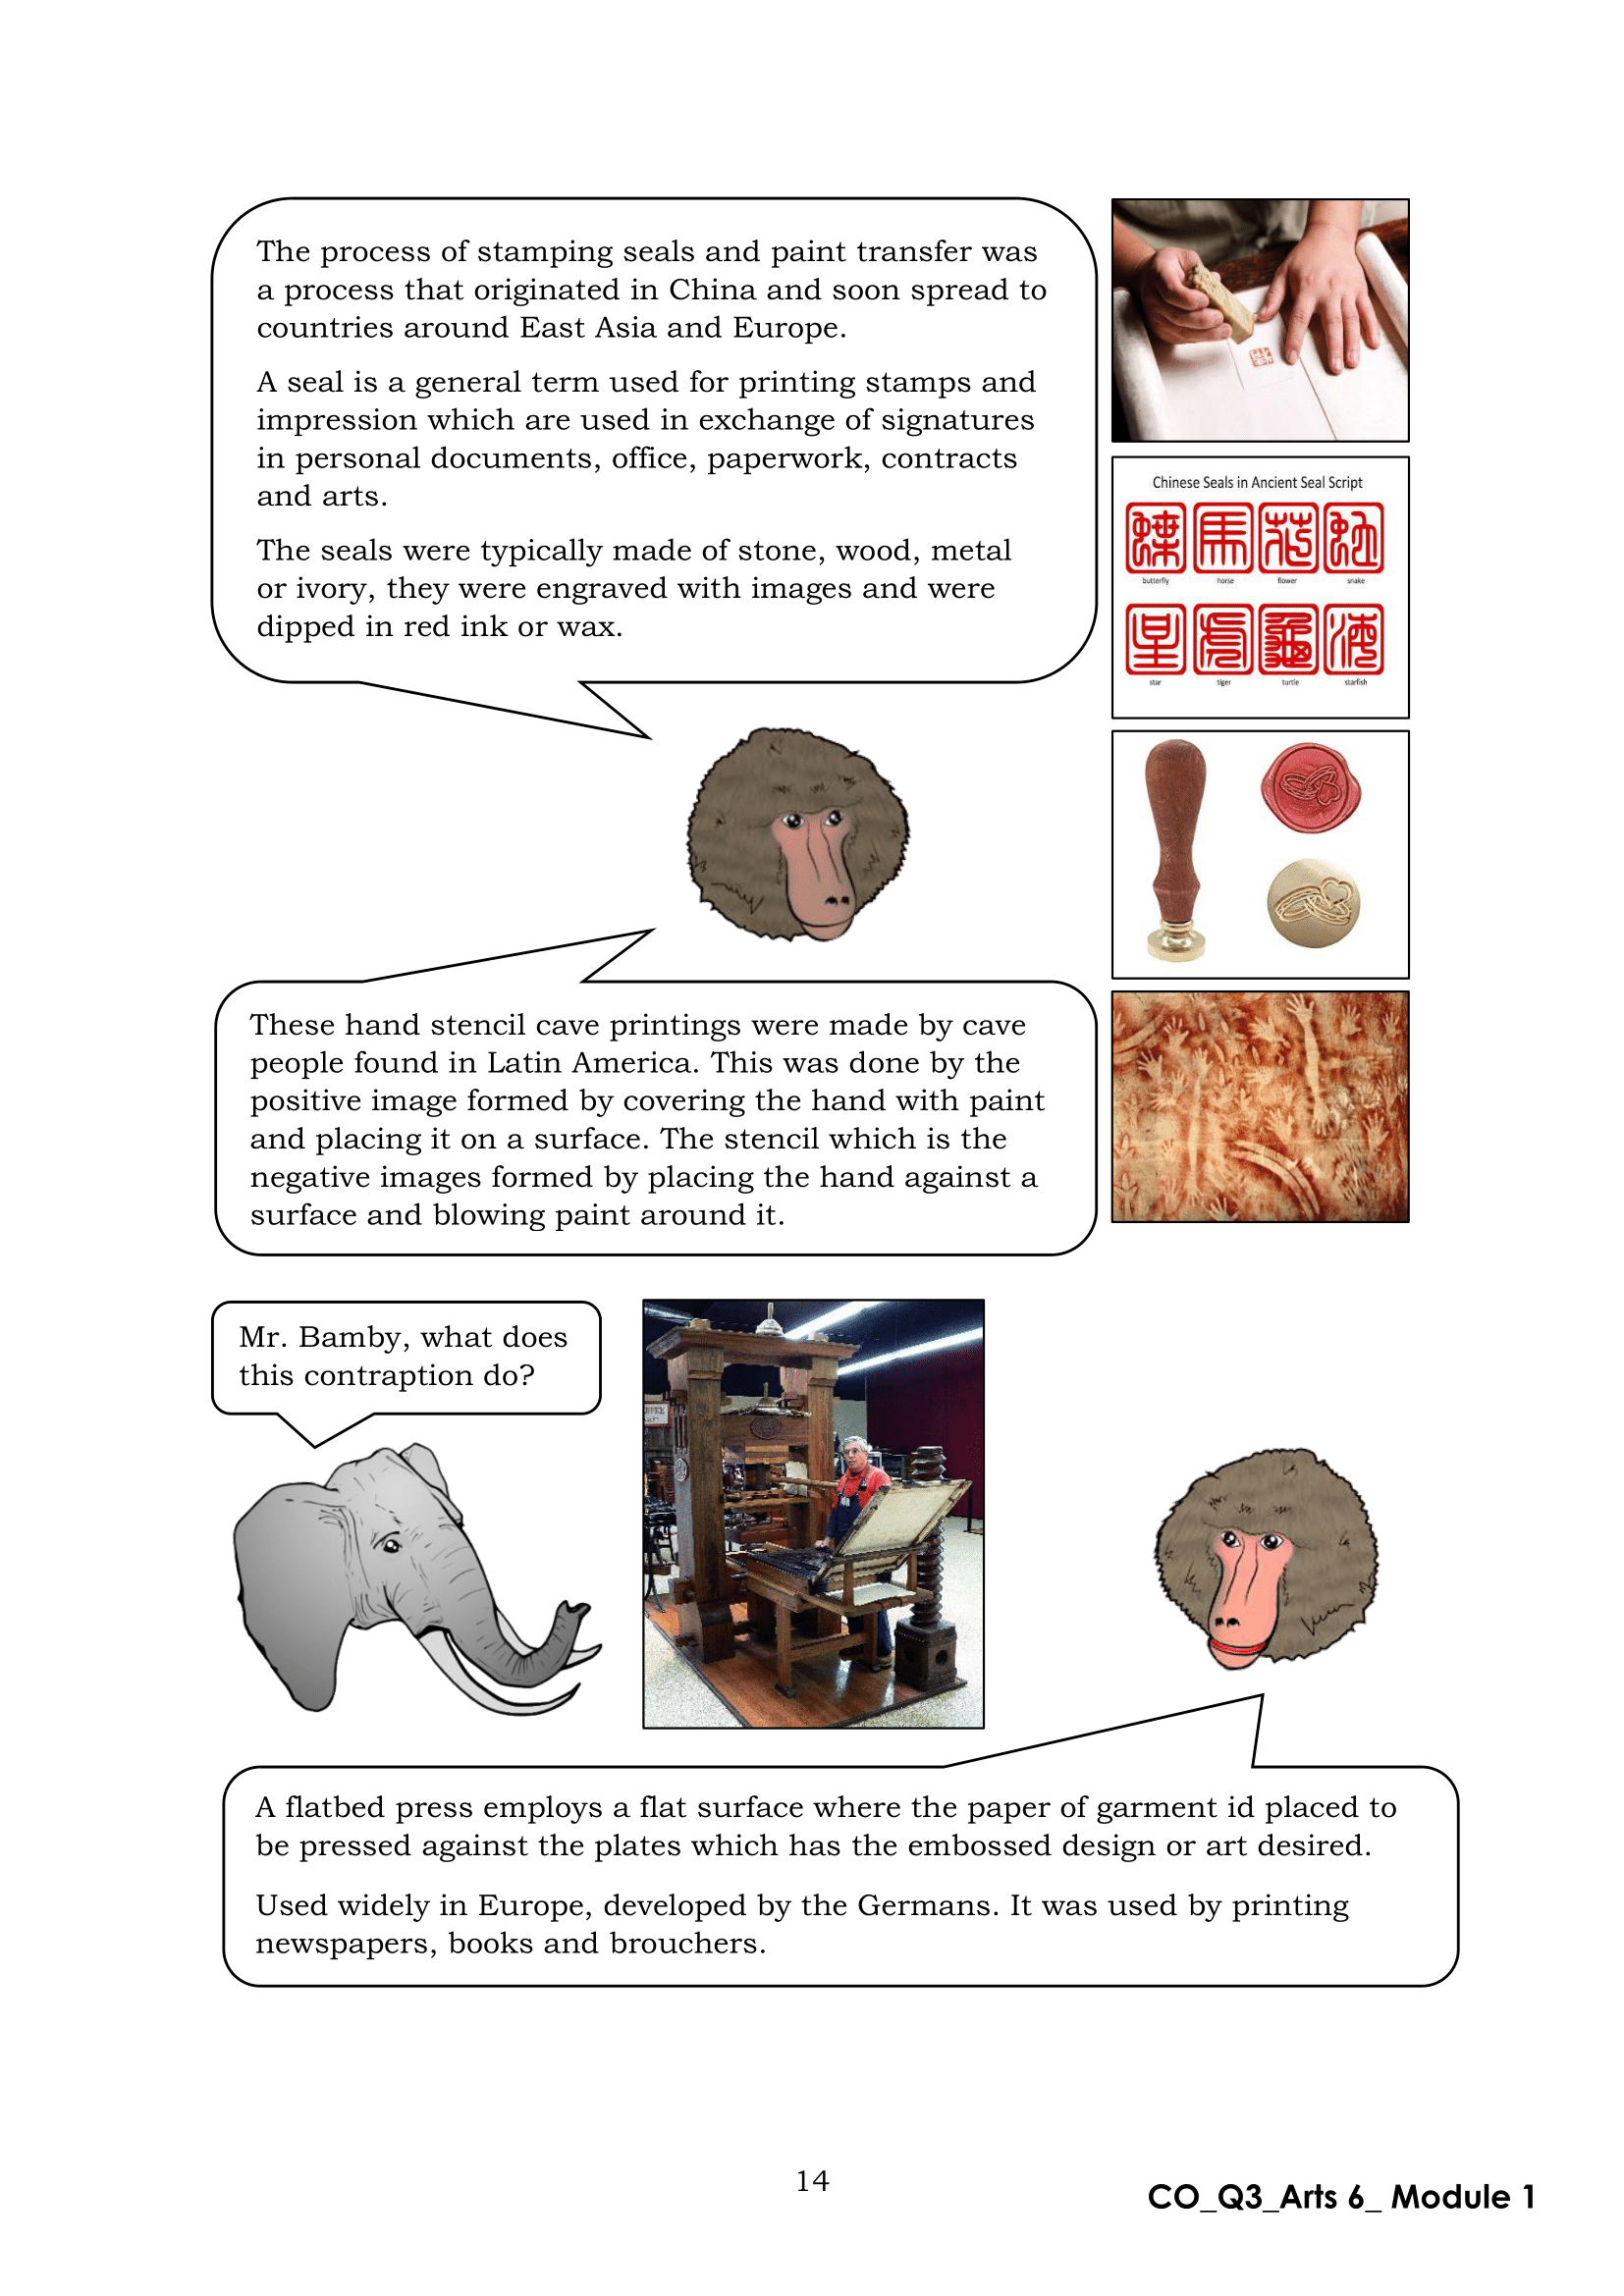 The process of stamping seals and paint transfer was
a process that originated in China and soon spread to
countries around East Asia and Europe.
A seal is a general term used for printing stamps and
impression which are used in exchange of signatures
in personal documents, office, paperwork, contracts
and arts.
The seals were typically made of stone, wood, metal
or ivory, they were engraved with images and were
dipped in red ink or wax.
Chinese Seals in Ancient Seal Script
butterfly horse flower snake
star tiger turtle starfish
These hand stencil cave printings were made by cave
people found in Latin America. This was done by the
positive image formed by covering the hand with paint
and placing it on a surface. The stencil which is the
negative images formed by placing the hand against a
surface and blowing paint around it.
Mr. Bamby, what does
this contraption do?
A flatbed press employs a flat surface where the paper of garment id placed to
be pressed against the plates which has the embossed design or art desired.
Used widely in Europe, developed by the Germans. It was used by printing
newspapers, books and brouchers.
14
CO_Q3_Arts 6_ Module 1